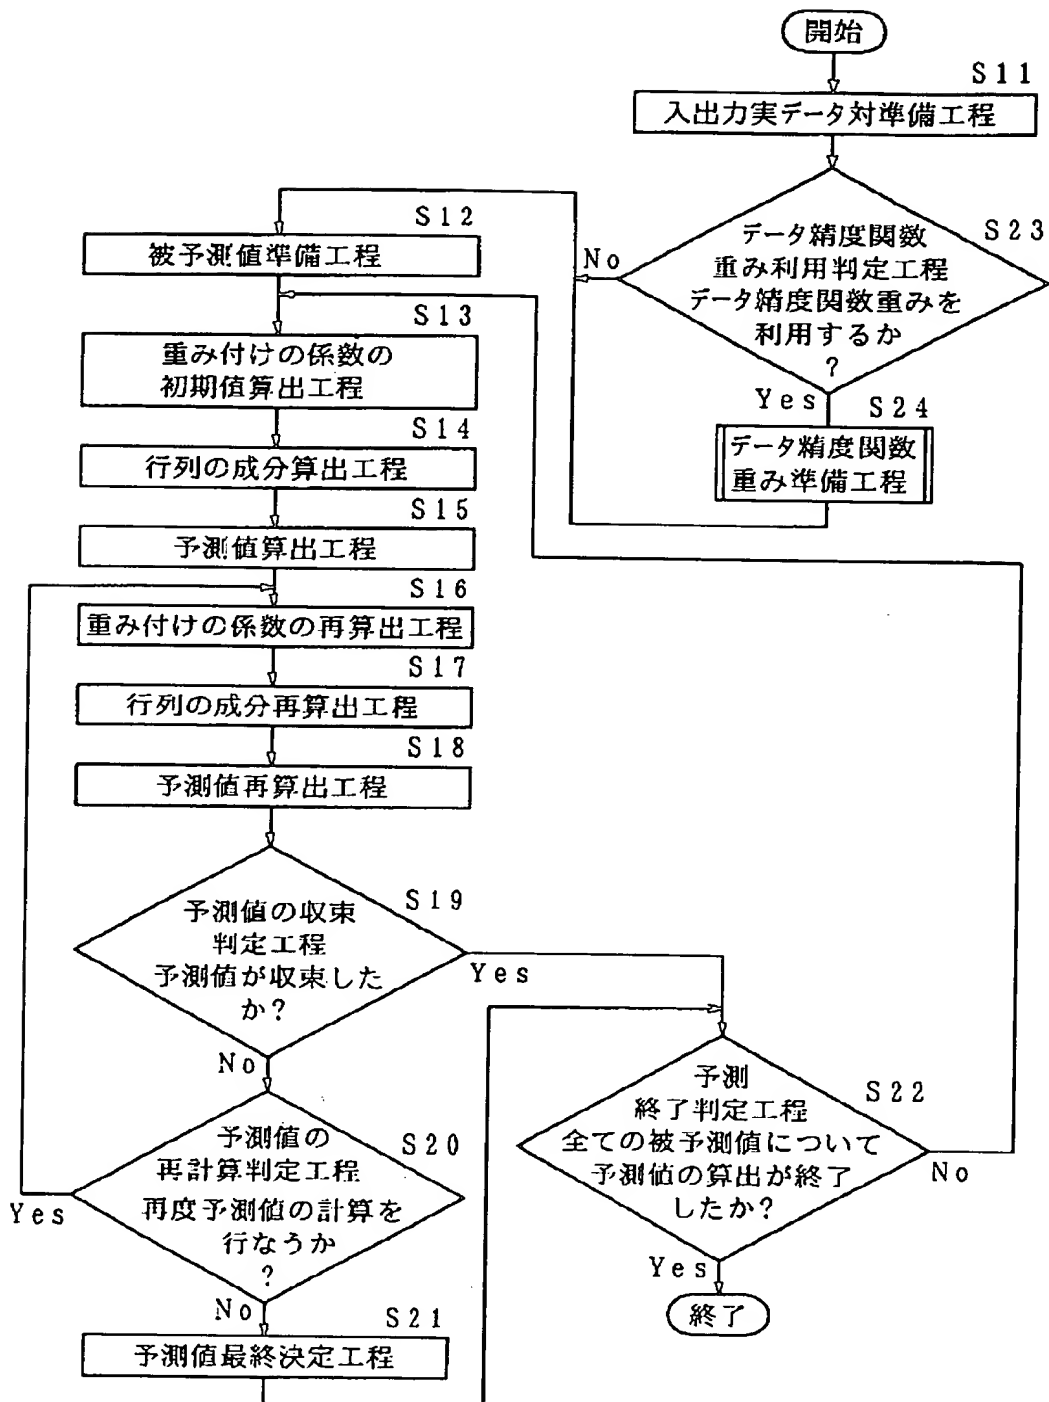 開始
S11
入出力実データ対準備工程
S23
データ精度関数
重み利用判定工程
データ精度関数重みを
利用するか
?
No
Yes
S24
データ精度関数
重み準備工程
S12
被予測値準備工程
S13
重み付けの係数の
初期値算出工程
S14
行列の成分算出工程
S15
予測値算出工程
S16
重み付けの係数の再算出工程
S17
行列の成分再算出工程
S18
予測値再算出工程
S19
予測値の収束
判定工程
予測値が収束した
か?
Yes
No
S20
予測値の
再計算判定工程
再度予測値の計算を
行なうか
?
Yes
No
S21
予測値最終決定工程
S22
予測
終了判定工程
全ての被予測値について
予測値の算出が終了
したか?
No
Yes
終了